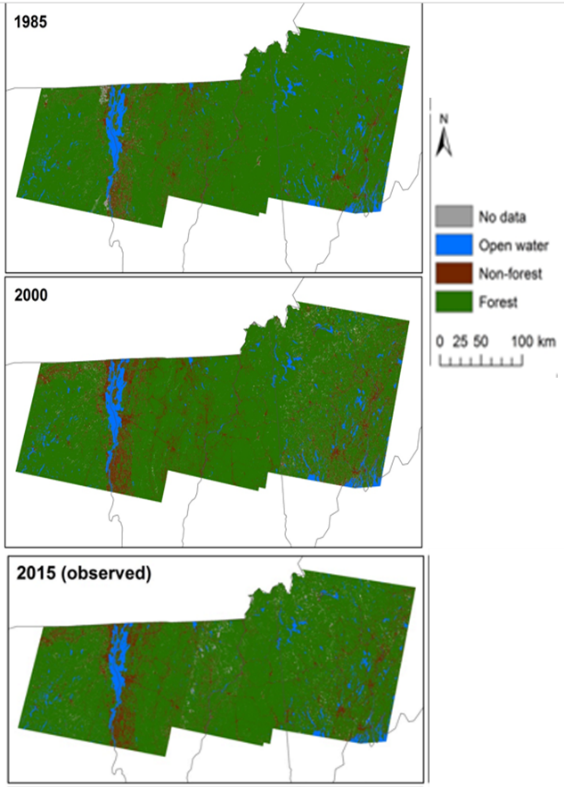 1985
N
No data
Open water
Non-forest
Forest
0 25 50 100 km
2000
2015 (observed)